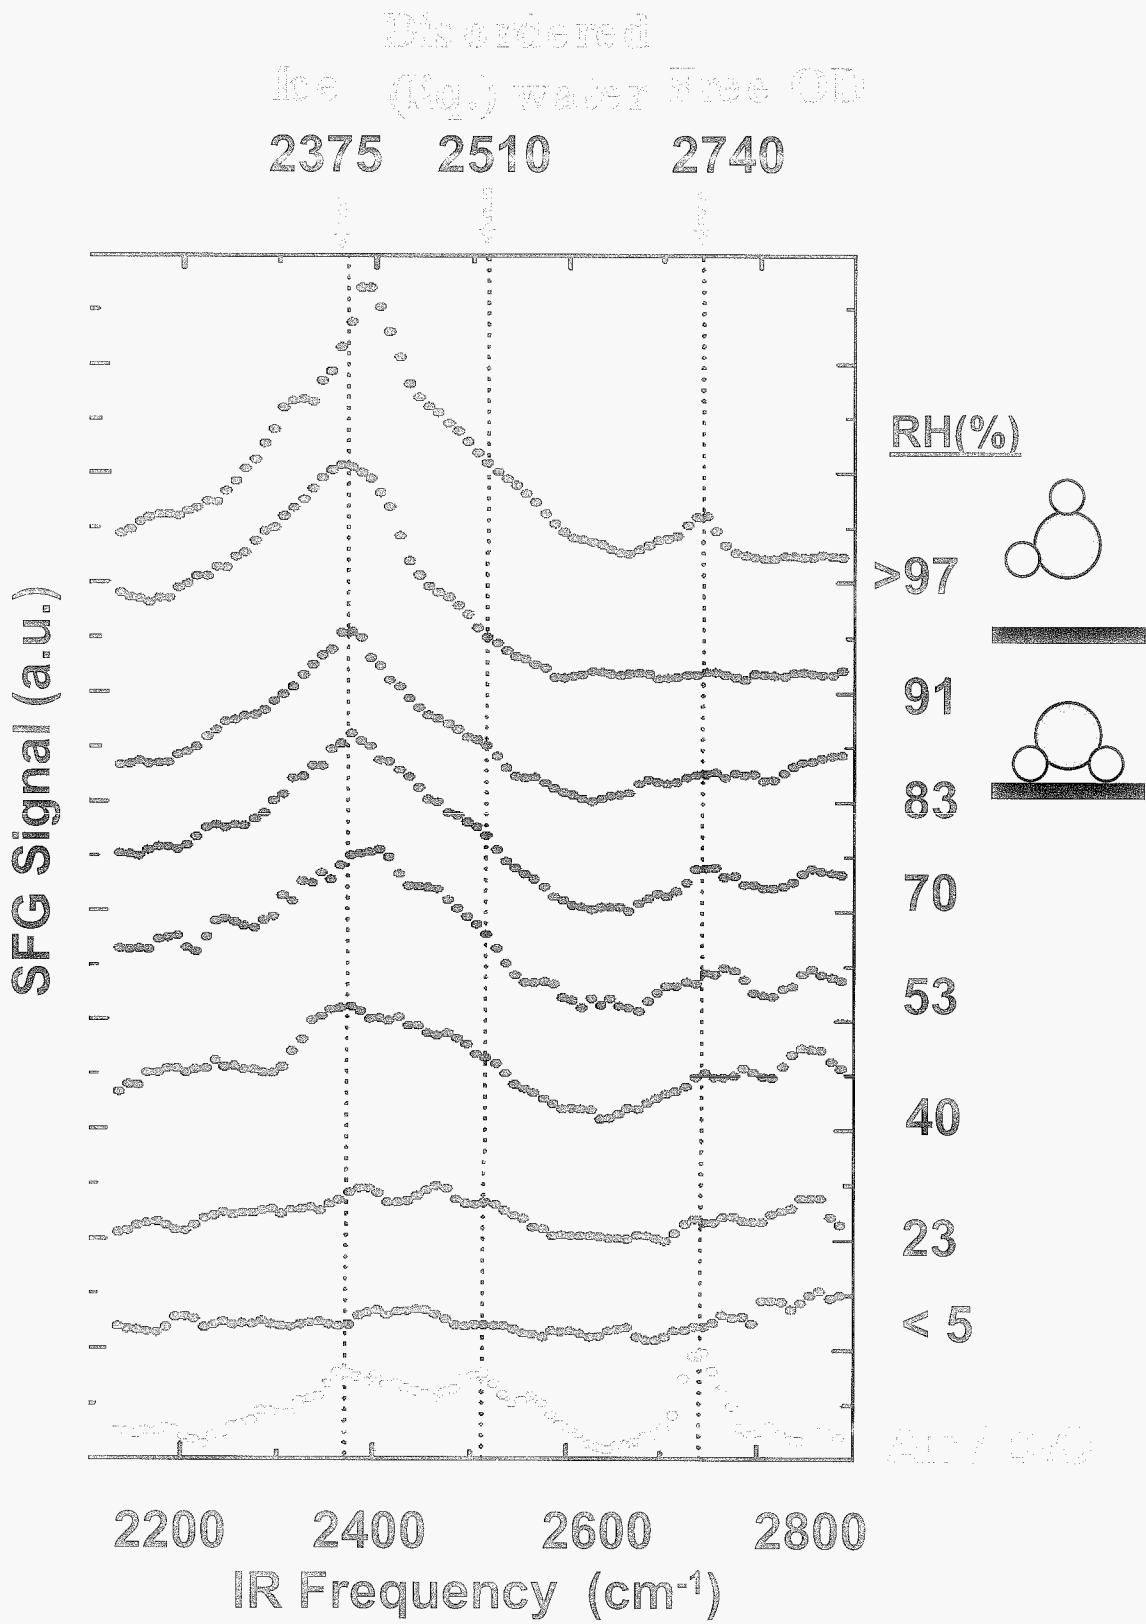 Disordered
Ice (liq.) water Free OD
2375 2510 2740
RH(%)
>97
91
83
70
53
40
23
< 5
SFG Signal (a.u.)
2200 2400 2600 2800
IR Frequency (cm-1)